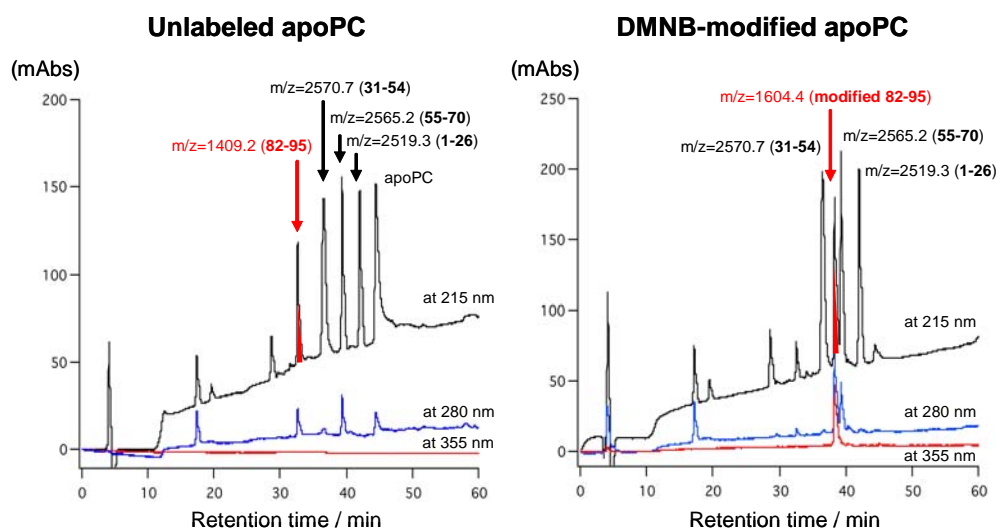 Unlabeled apoPC
(mAbs)
m/z=2570.7 (31-54)
m/z=2565.2 (55-70)
m/z=1409.2 (82-95)
m/z=2519.3 (1-26)
apoPC
at 215 nm
at 280 nm
at 355 nm
200
150
100
50
0
0 10 20 30 40 50 60
Retention time / min
DMNB-modified apoPC
(mAbs)
m/z=1604.4 (modified 82-95)
m/z=2565.2 (55-70)
m/z=2570.7 (31-54)
m/z=2519.3 (1-26)
at 215 nm
at 280 nm
at 355 nm
250
200
150
100
50
0
0 10 20 30 40 50 60
Retention time / min